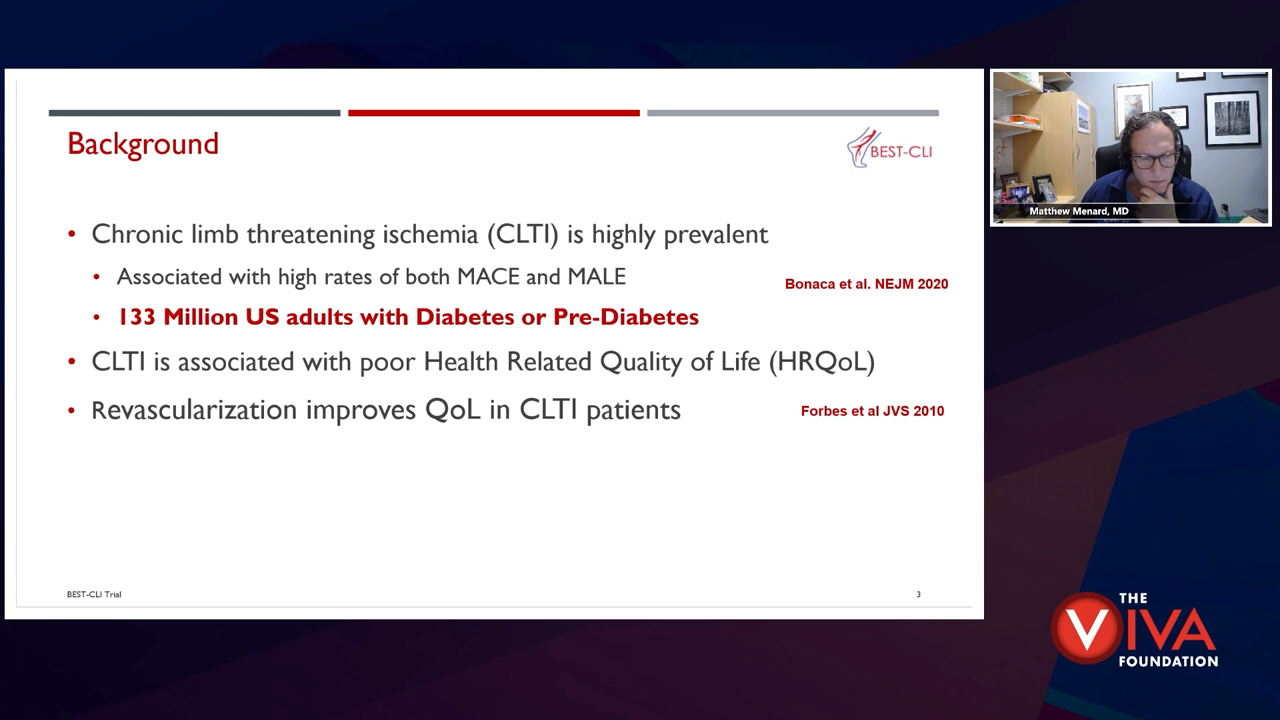 Background
BEST-CLI
• Chronic limb threatening ischemia (CLTI) is highly prevalent
• Associated with high rates of both MACE and MALE
Bonaca et al. NEJM 2020
• 133 Million US adults with Diabetes or Pre-Diabetes
• CLTI is associated with poor Health Related Quality of Life (HRQoL)
• Revascularization improves QoL in CLTI patients
Forbes et al JVS 2010
BEST-CLI Trial
3
Matthew Menard, MD
THE
VIVA
FOUNDATION